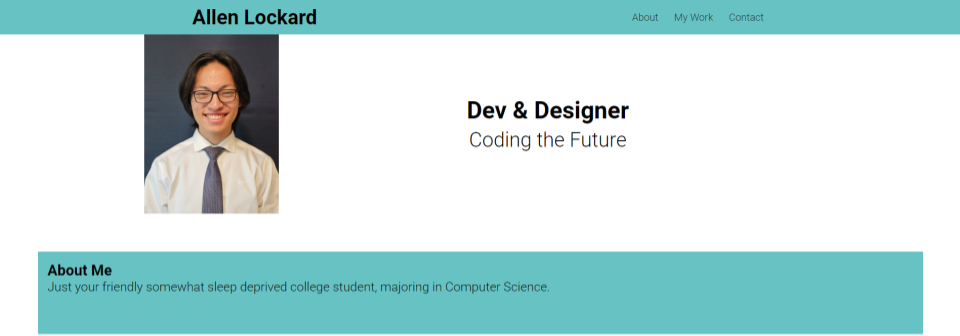 Allen Lockard
About My Work Contact
Dev & Designer
Coding the Future
About Me
Just your friendly somewhat sleep deprived college student, majoring in Computer Science.